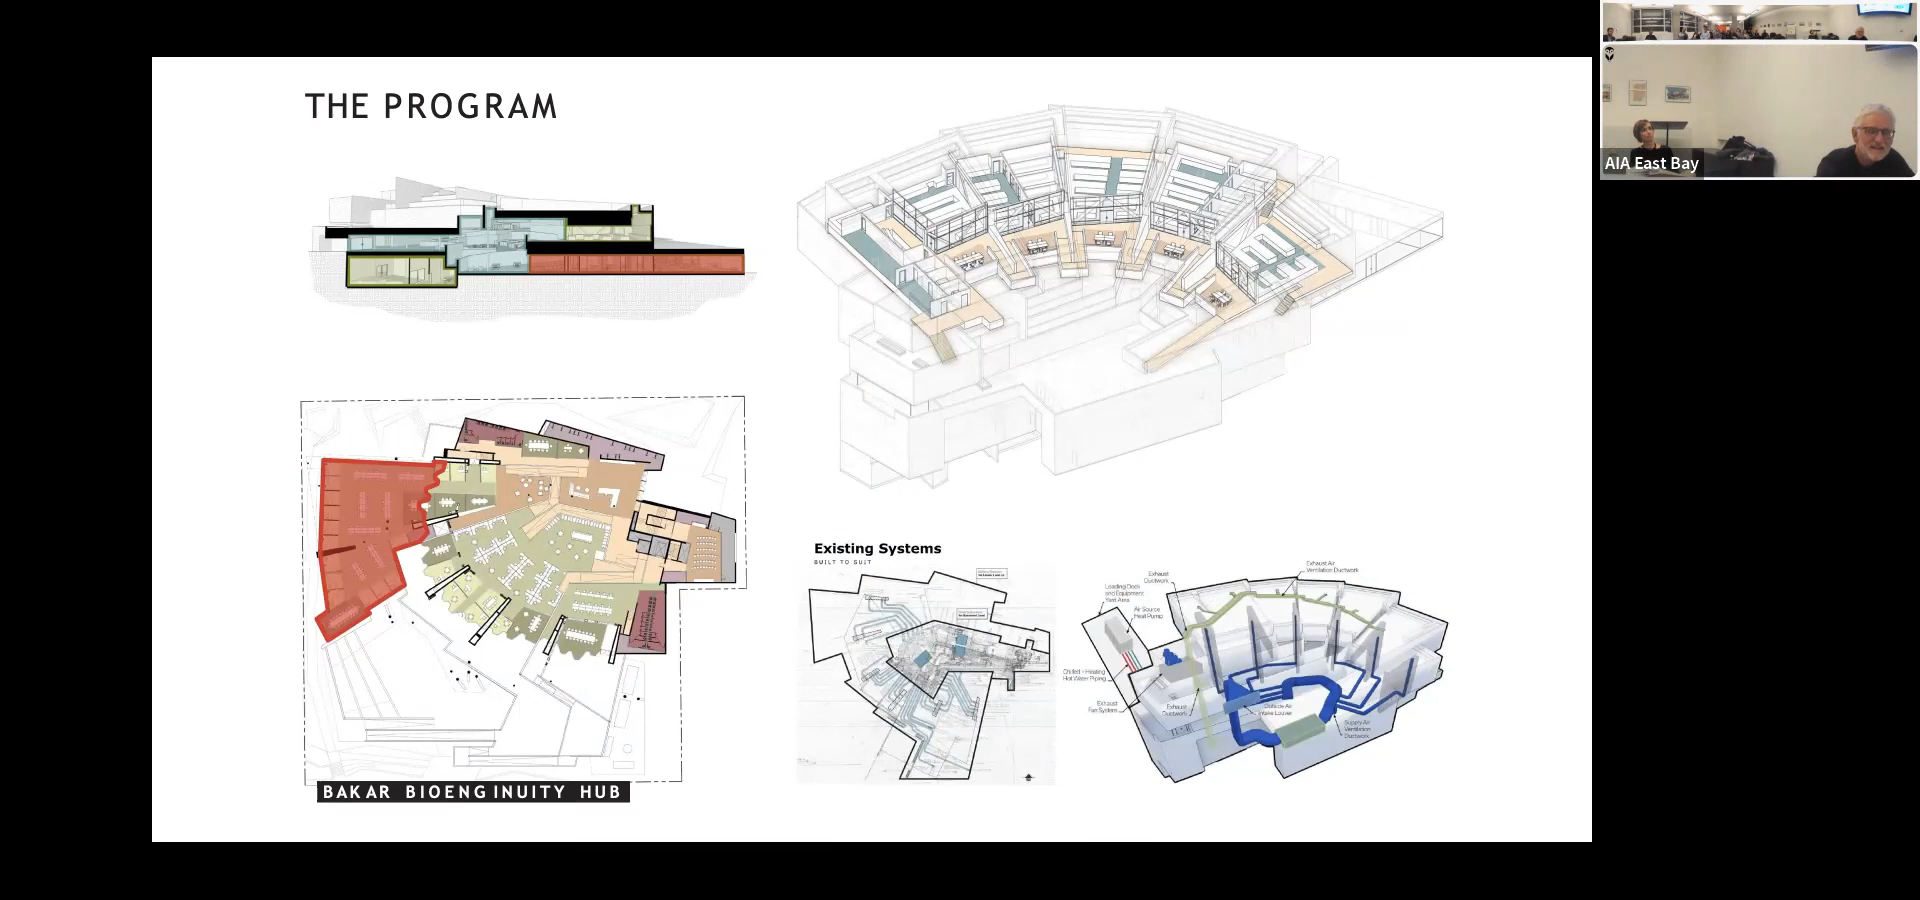 THE PROGRAM
AIA East Bay
BAKAR BIOENGINUITY HUB
Existing Systems
BUILT TO SUIT
Exhaust Air
Ventilation Ductwork
Exhaust
Ductwork
Loading Dock
and Equipment
Yard Area
Air Source
Heat Pump
Chilled + Heating
Hot Water Piping
Exhaust
Fan System
Exhaust
Ductwork
Outside Air
Intake Louver
Supply Air
Ventilation
Ductwork